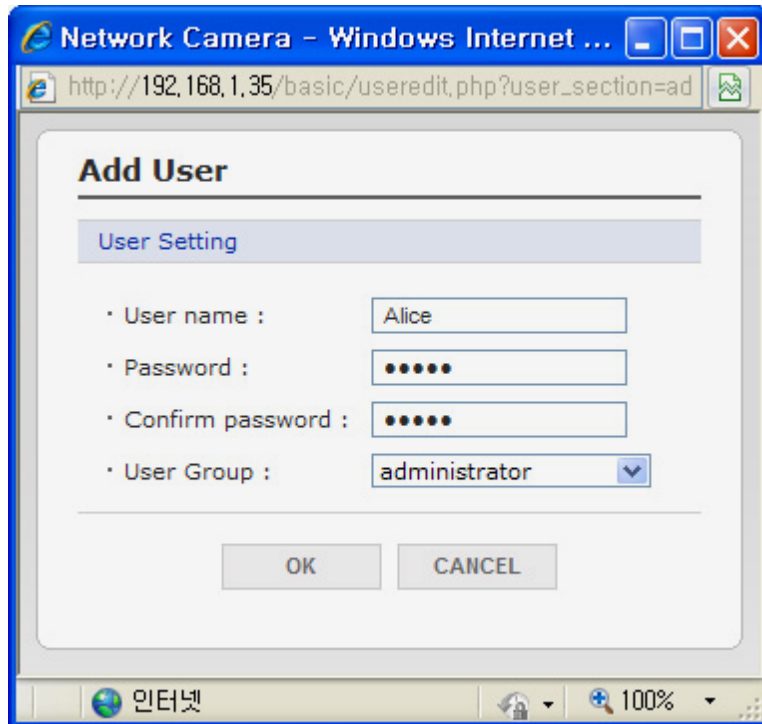 Network Camera - Windows Internet ...
http://192.168.1.35/basic/useredit.php?user_section=ad
Add User
User Setting
· User name : Alice
· Password : •••••
· Confirm password : •••••
· User Group : administrator
OK CANCEL
인터넷 100%